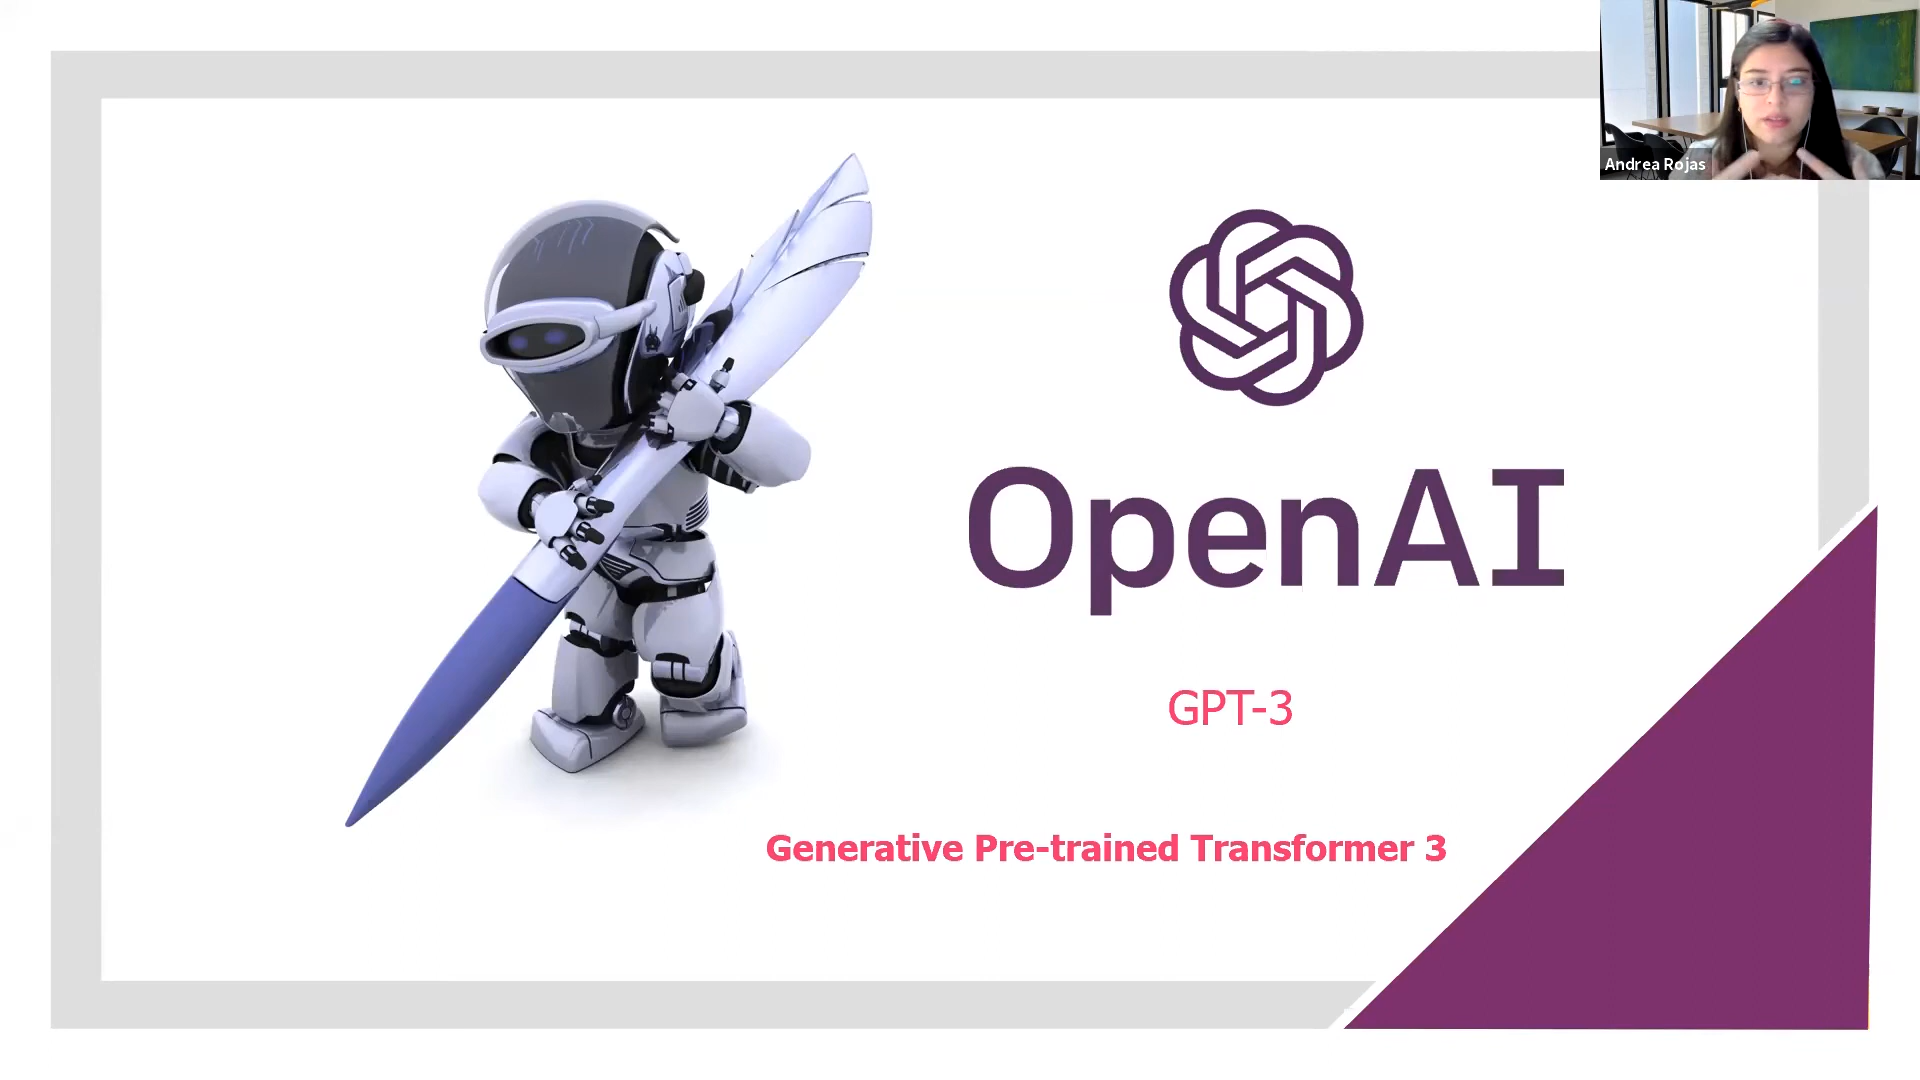 Andrea Rojas
OpenAI
GPT-3
Generative Pre-trained Transformer 3